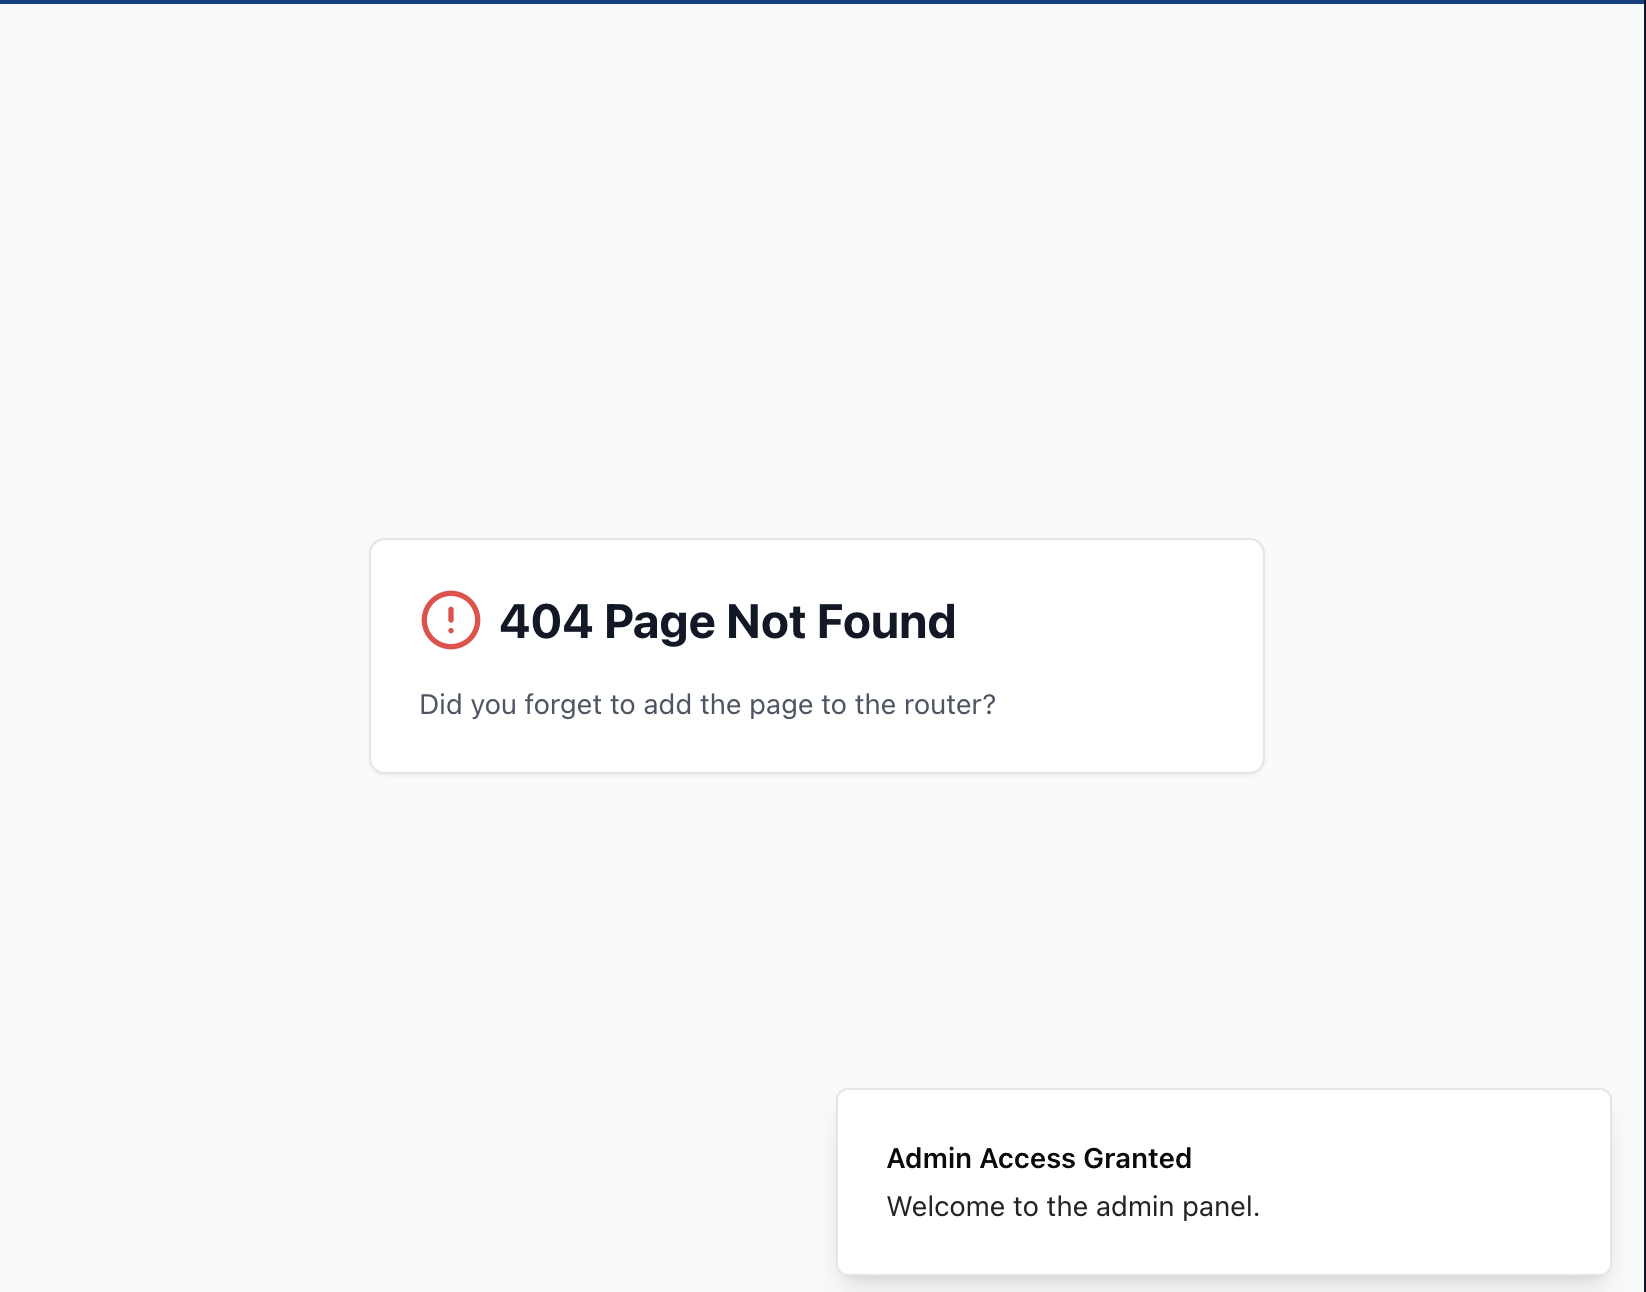 404 Page Not Found
Did you forget to add the page to the router?
Admin Access Granted
Welcome to the admin panel.